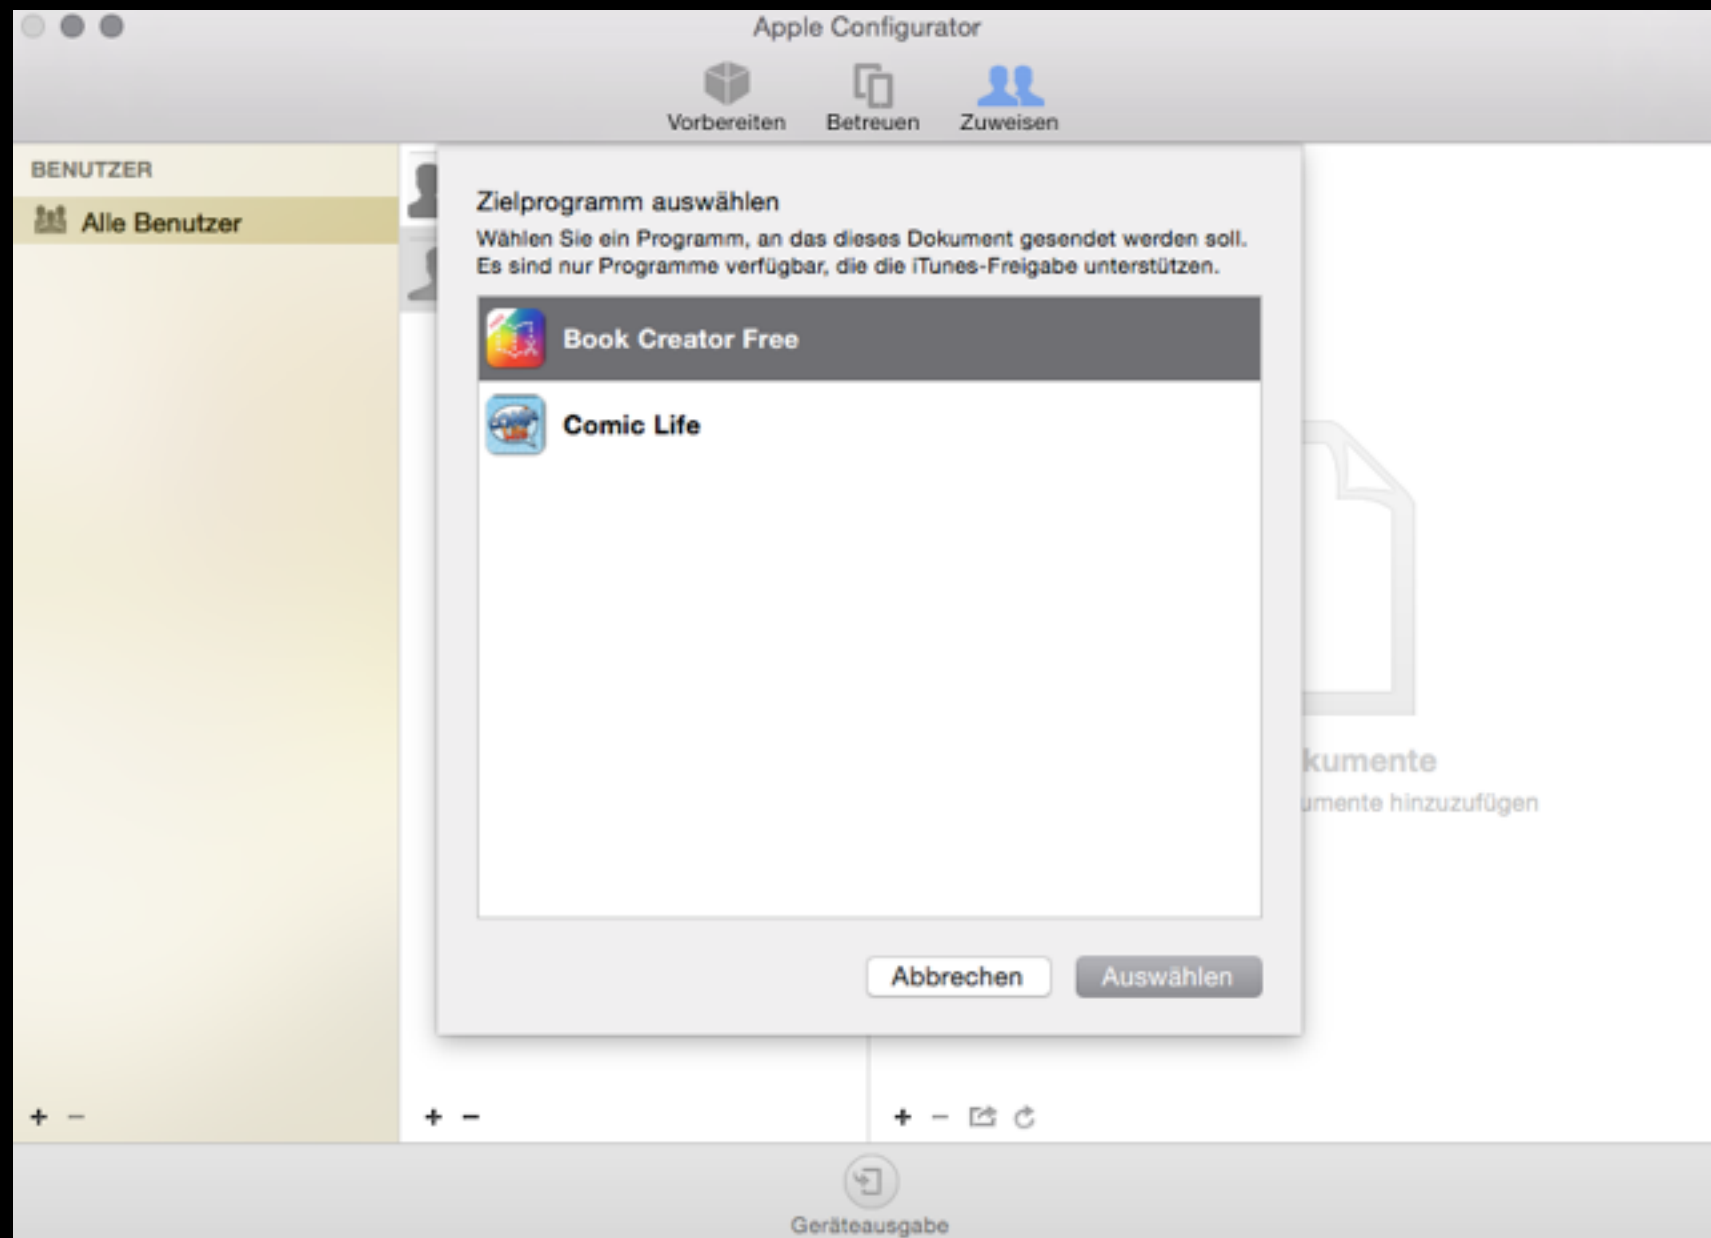 Apple Configurator
Vorbereiten
Betreuen
Zuweisen
BENUTZER
Alle Benutzer
Zielprogramm auswählen
Wählen Sie ein Programm, an das dieses Dokument gesendet werden soll.
Es sind nur Programme verfügbar, die die iTunes-Freigabe unterstützen.
Book Creator Free
Comic Life
kumente
umente hinzuzufügen
Abbrechen
Auswählen
Geräteausgabe